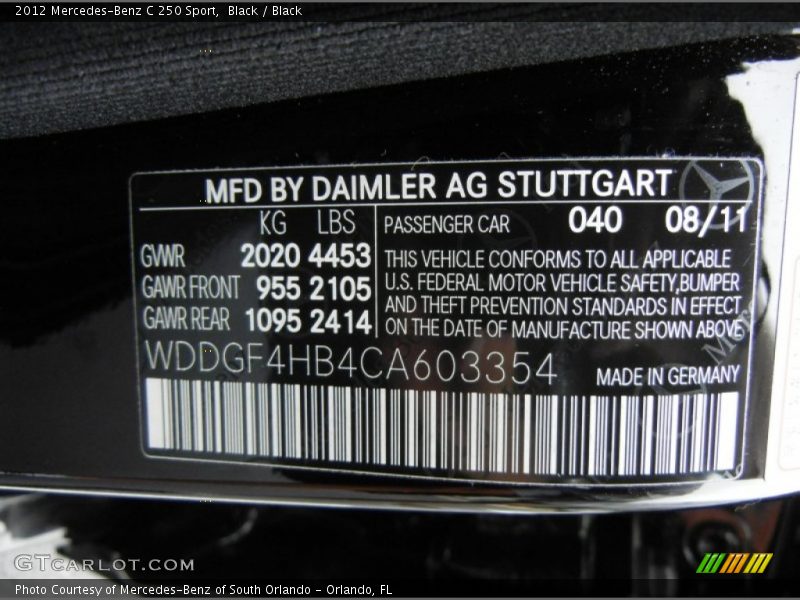 2012 Mercedes-Benz C 250 Sport, Black / Black
MFD BY DAIMLER AG STUTTGART
KG LBS
GVWR 2020 4453
GAWR FRONT 955 2105
GAWR REAR 1095 2414
PASSENGER CAR 040 08/11
THIS VEHICLE CONFORMS TO ALL APPLICABLE
U.S. FEDERAL MOTOR VEHICLE SAFETY,BUMPER
AND THEFT PREVENTION STANDARDS IN EFFECT
ON THE DATE OF MANUFACTURE SHOWN ABOVE
WDDGF4HB4CA603354
MADE IN GERMANY
GTCARLOT.COM
Photo Courtesy of Mercedes-Benz of South Orlando - Orlando, FL